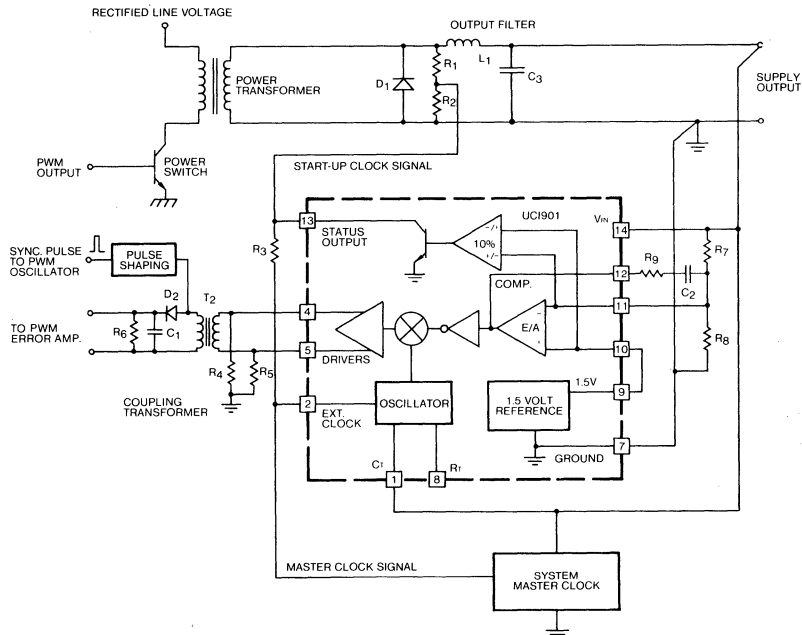 RECTIFIED LINE VOLTAGE
OUTPUT FILTER
POWER
TRANSFORMER
D1
R1
R2
L1
C3
SUPPLY
OUTPUT
PWM
OUTPUT
POWER
SWITCH
START-UP CLOCK SIGNAL
SYNC. PULSE
TO PWM
OSCILLATOR
PULSE
SHAPING
R3
13
STATUS
OUTPUT
10%
-/+
+/-
UC1901
VIN
14
R7
12
R9
C2
COMP.
11
R8
D2
T2
4
5
DRIVERS
E/A
-
+
10
TO PWM
ERROR AMP.
R6
C1
R4
R5
COUPLING
TRANSFORMER
2
EXT.
CLOCK
OSCILLATOR
1.5V
9
1.5 VOLT
REFERENCE
7
GROUND
CT
1
8
RT
MASTER CLOCK SIGNAL
SYSTEM
MASTER CLOCK